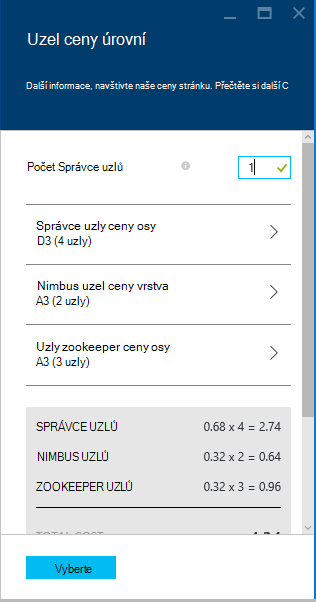 Uzel ceny úrovní
Další informace, navštivte naše ceny stránku. Přečtěte si další C
Počet Správce uzlů
1
Správce uzly ceny osy
D3 (4 uzly)
Nimbus uzel ceny vrstva
A3 (2 uzly)
Uzly zookeeper ceny osy
A3 (3 uzly)
SPRÁVCE UZLŮ 0.68 x 4 = 2.74
NIMBUS UZLŮ 0.32 x 2 = 0.64
ZOOKEEPER UZLŮ 0.32 x 3 = 0.96
TOTAL COST
Vyberte